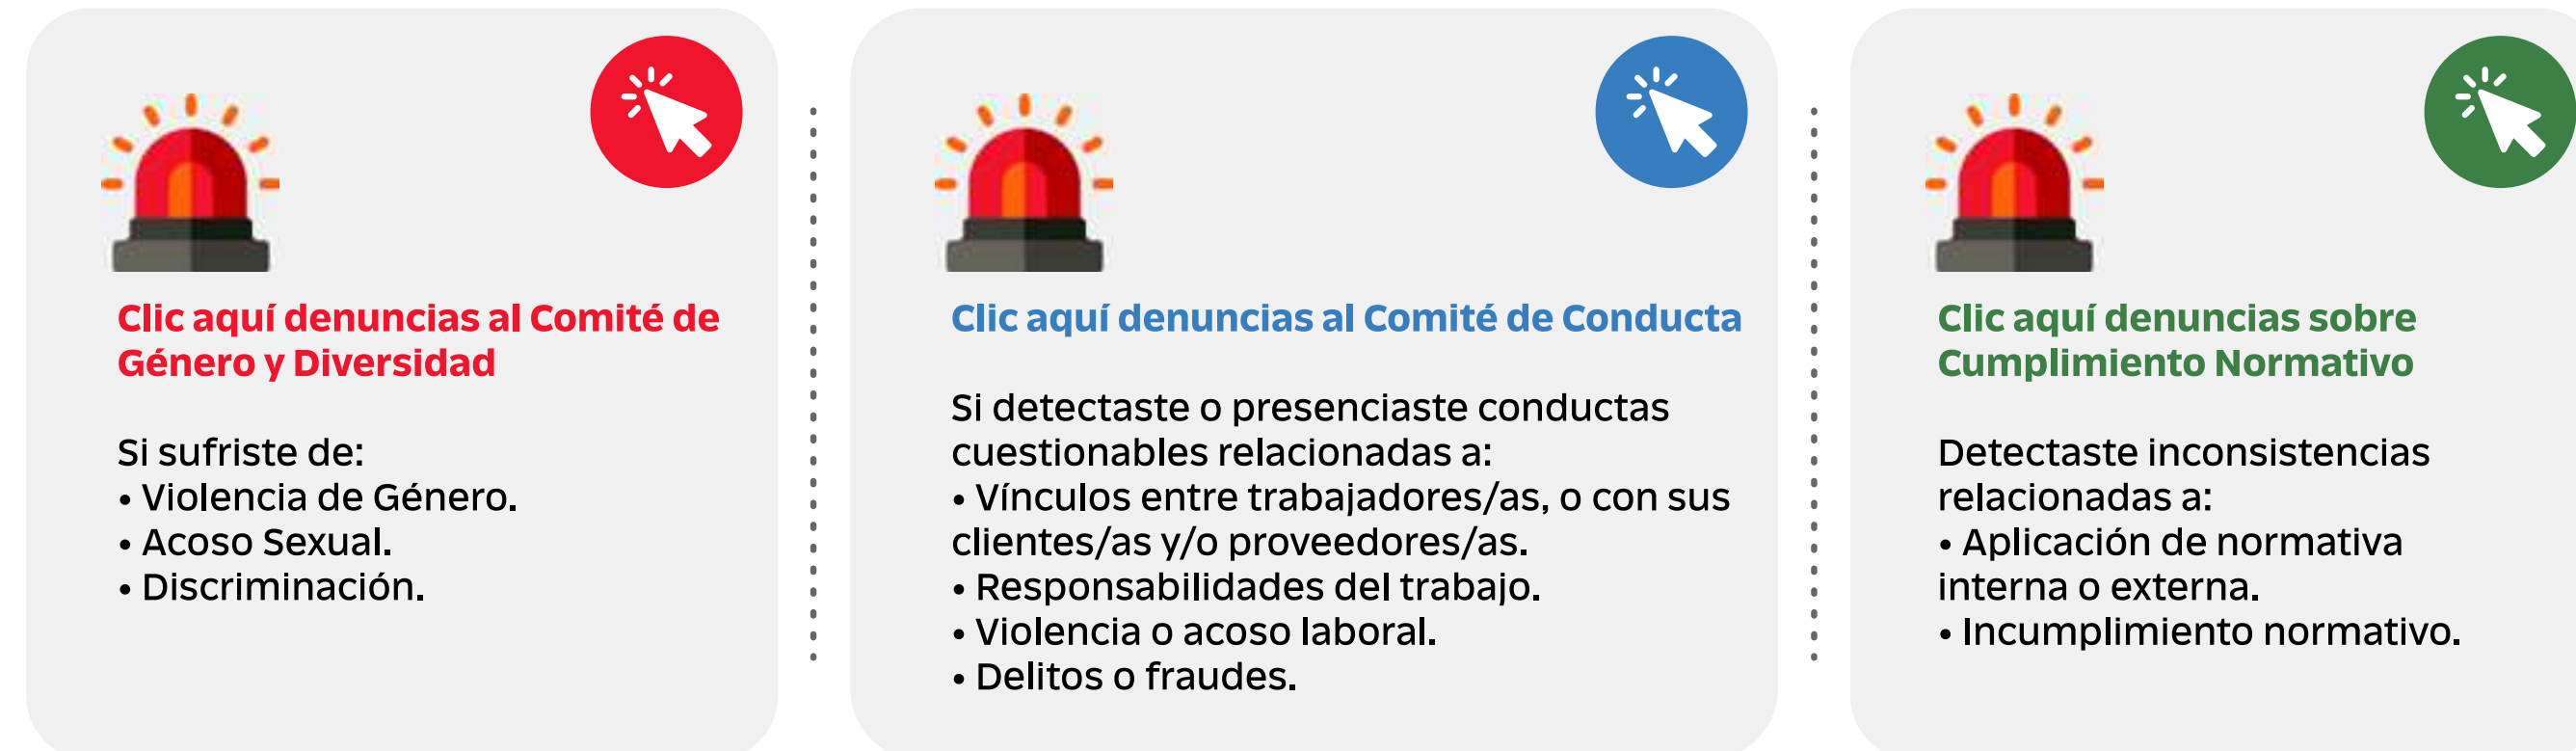 Clic aquí denuncias al Comité de
Género y Diversidad
Si sufriste de:
• Violencia de Género.
• Acoso Sexual.
• Discriminación.
Clic aquí denuncias al Comité de Conducta
Si detectaste o presenciaste conductas
cuestionables relacionadas a:
• Vínculos entre trabajadores/as, o con sus
clientes/as y/o proveedores/as.
• Responsabilidades del trabajo.
• Violencia o acoso laboral.
• Delitos o fraudes.
Clic aquí denuncias sobre
Cumplimiento Normativo
Detectaste inconsistencias
relacionadas a:
• Aplicación de normativa
interna o externa.
• Incumplimiento normativo.